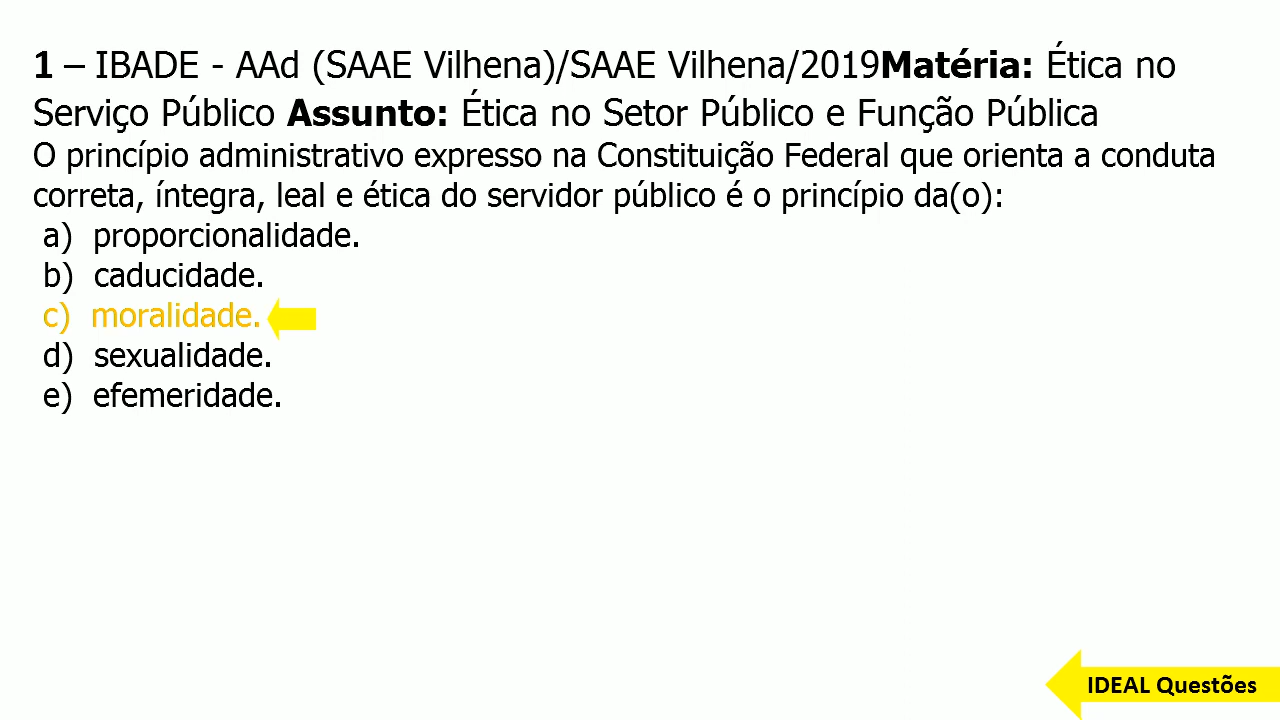 1 – IBADE - AAd (SAAE Vilhena)/SAAE Vilhena/2019Matéria: Ética no
Serviço Público Assunto: Ética no Setor Público e Função Pública
O princípio administrativo expresso na Constituição Federal que orienta a conduta
correta, íntegra, leal e ética do servidor público é o princípio da(o):
a) proporcionalidade.
b) caducidade.
c) moralidade.
d) sexualidade.
e) efemeridade.
IDEAL Questões